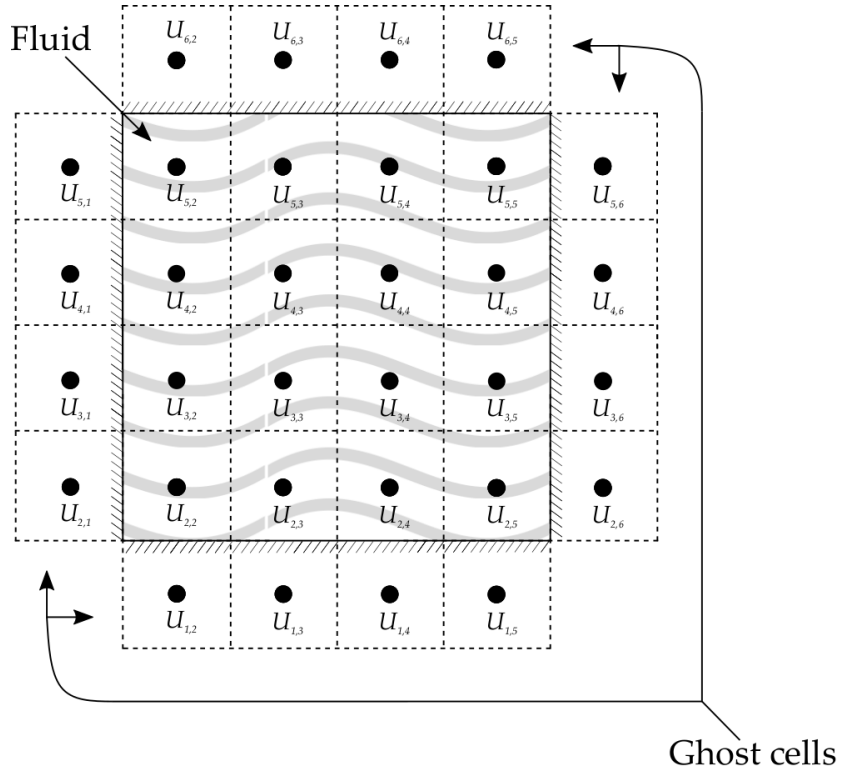 Fluid
u6,2 u6,3 u6,4 u6,5
u5,1 u5,2 u5,3 u5,4 u5,5 u5,6
u4,1 u4,2 u4,3 u4,4 u4,5 u4,6
u3,1 u3,2 u3,3 u3,4 u3,5 u3,6
u2,1 u2,2 u2,3 u2,4 u2,5 u2,6
u1,2 u1,3 u1,4 u1,5
Ghost cells